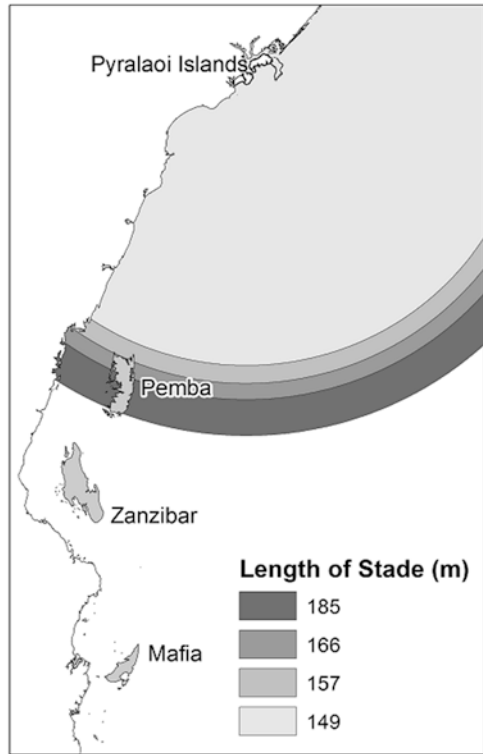 Pyralaoi Islands
Pemba
Zanzibar
Mafia
Length of Stade (m)
185
166
157
149